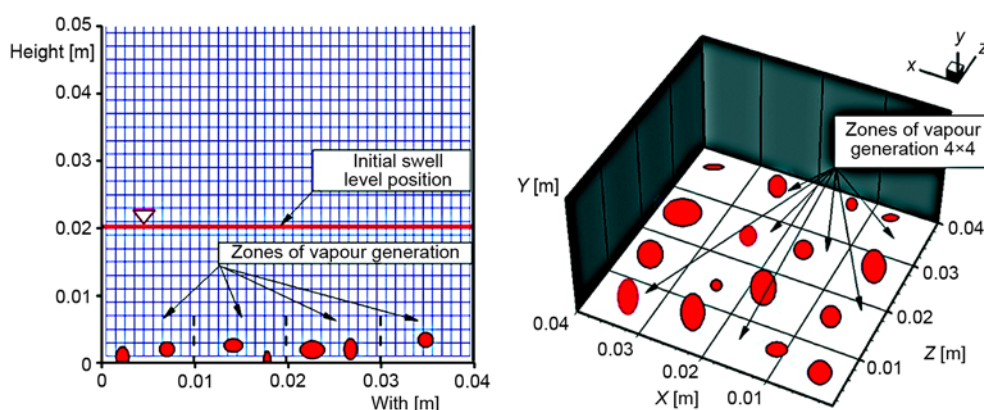 0.05
Height [m]
0.04
0.03
Initial swell
level position
0.02
Zones of vapour generation
0.01
0
0 0.01 0.02 0.03 0.04
With [m]
y
x z
Zones of vapour
generation 4×4
Y [m]
0.04
0.03
0.02
0.01
Z [m]
0.04
0.03
0.02
0.01
X [m]